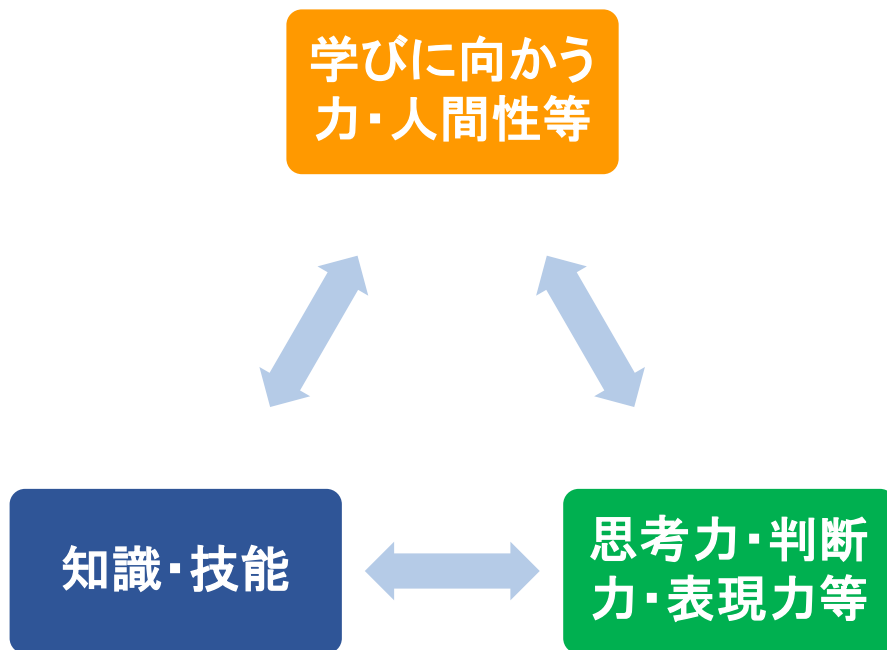 学びに向かう
力・人間性等
知識・技能
思考力・判断
力・表現力等